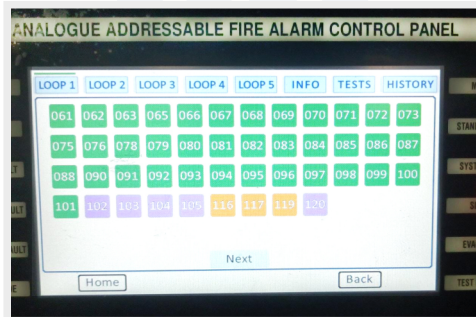 ANALOGUE ADDRESSABLE FIRE ALARM CONTROL PANEL
LOOP 1 LOOP 2 LOOP 3 LOOP 4 LOOP 5 INFO TESTS HISTORY
061 062 063 065 066 067 068 069 070 071 072 073
075 076 078 079 080 081 082 083 084 085 086 087
088 090 091 092 093 094 095 096 097 098 099 100
101 102 103 104 105 116 117 119 120
Next
Home Back